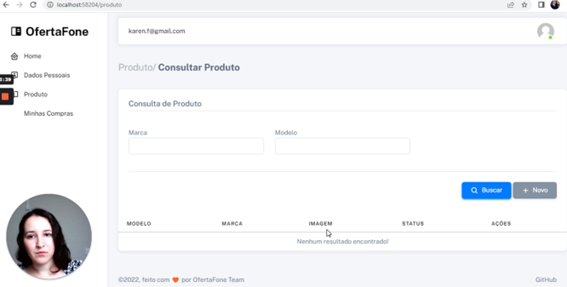 localhost:58204/produto
OfertaFone
karen.f@gmail.com
Home
Dados Pessoais
Produto
Minhas Compras
Produto/ Consultar Produto
Consulta de Produto
Marca
Modelo
Buscar
+ Novo
MODELO MARCA IMAGEM STATUS AÇÕES
Nenhum resultado encontrado!
©2022, feito com por OfertaFone Team
GitHub